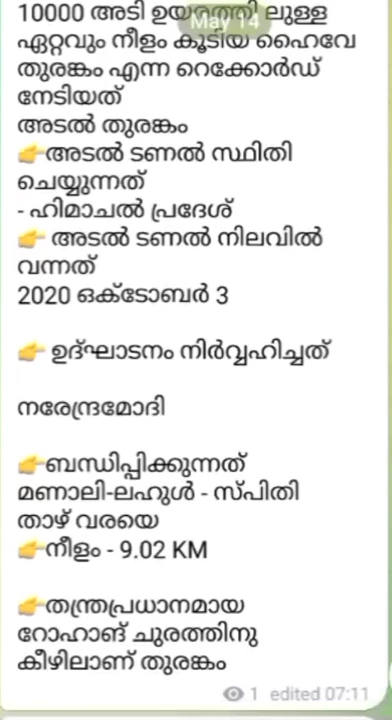 10000 അടി ഉയരത്തി ലുള്ള
May 14
ഏറ്റവും നീളം കൂടിയ ഹൈവേ
തുരങ്കം എന്ന റെക്കോർഡ്
നേടിയത്
അടൽ തുരങ്കം
👉അടൽ ടണൽ സ്ഥിതി
ചെയ്യുന്നത്
- ഹിമാചൽ പ്രദേശ്
👉 അടൽ ടണൽ നിലവിൽ
വന്നത്
2020 ഒക്ടോബർ 3
👉 ഉദ്ഘാടനം നിർവ്വഹിച്ചത്
നരേന്ദ്രമോദി
👉ബന്ധിപ്പിക്കുന്നത്
മണാലി-ലഹുൾ - സ്പിതി
താഴ് വരയെ
👉നീളം - 9.02 KM
👉തന്ത്രപ്രധാനമായ
റോഹാങ് ചുരത്തിനു
കീഴിലാണ് തുരങ്കം
1 edited 07:11